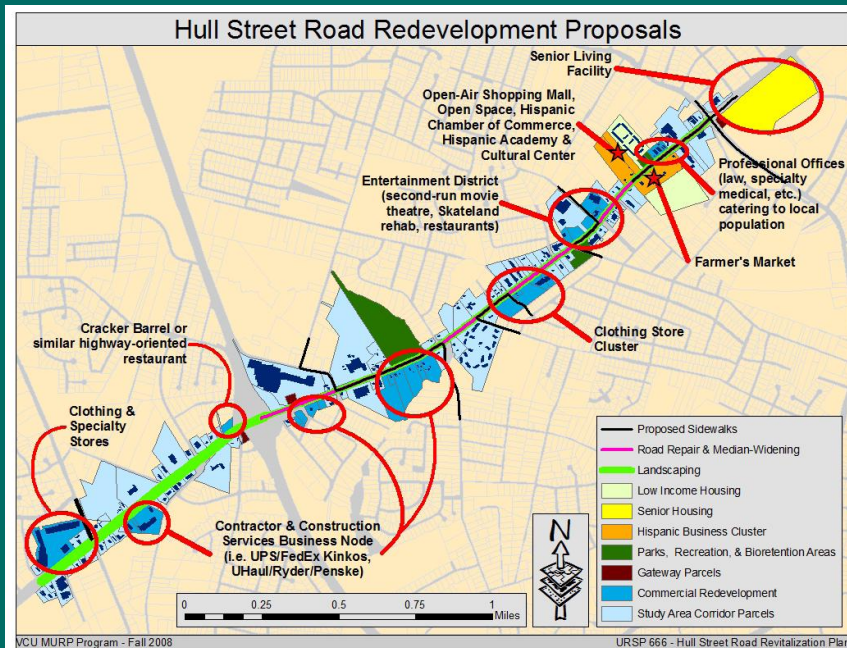 Hull Street Road Redevelopment Proposals
Senior Living
Facility
Open-Air Shopping Mall,
Open Space, Hispanic
Chamber of Commerce,
Hispanic Academy &
Cultural Center
Professional Offices
(law, specialty
medical, etc.)
catering to local
population
Entertainment District
(second-run movie
theatre, Skateland
rehab, restaurants)
Farmer's Market
Clothing Store
Cluster
Cracker Barrel or
similar highway-oriented
restaurant
Clothing &
Specialty
Stores
Contractor & Construction
Services Business Node
(i.e. UPS/FedEx Kinkos,
UHaul/Ryder/Penske)
Proposed Sidewalks
Road Repair & Median-Widening
Landscaping
Low Income Housing
Senior Housing
Hispanic Business Cluster
Parks, Recreation, & Bioretention Areas
Gateway Parcels
Commercial Redevelopment
Study Area Corridor Parcels
N
0 0.25 0.5 0.75 1
Miles
VCU MURP Program - Fall 2008
URSP 666 - Hull Street Road Revitalization Plan